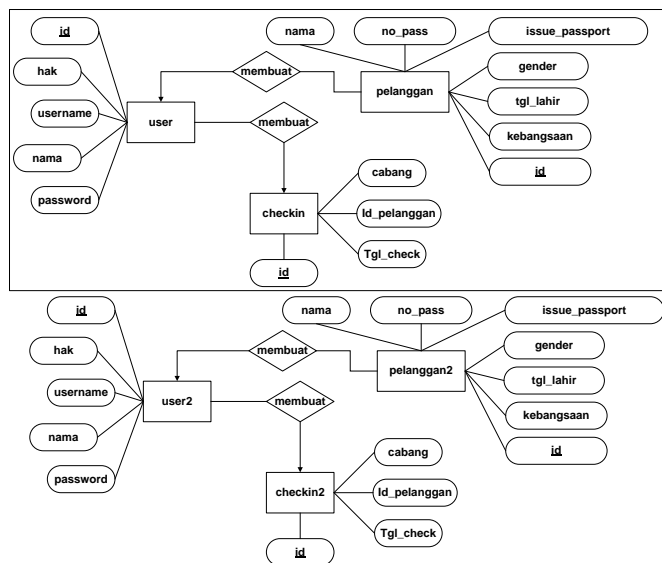 id
nama
no_pass
issue_passport
hak
membuat
gender
username
user
membuat
pelanggan
tgl_lahir
kebangsaan
nama
id
password
checkin
cabang
Id_pelanggan
Tgl_check
id
id
nama
no_pass
issue_passport
hak
membuat
gender
username
user2
membuat
pelanggan2
tgl_lahir
kebangsaan
nama
id
password
checkin2
cabang
Id_pelanggan
Tgl_check
id